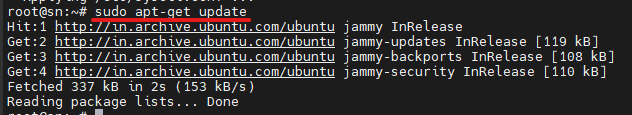 root@sn:~# sudo apt-get update
Hit:1 http://in.archive.ubuntu.com/ubuntu jammy InRelease
Get:2 http://in.archive.ubuntu.com/ubuntu jammy-updates InRelease [119 kB]
Get:3 http://in.archive.ubuntu.com/ubuntu jammy-backports InRelease [108 kB]
Get:4 http://in.archive.ubuntu.com/ubuntu jammy-security InRelease [110 kB]
Fetched 337 kB in 2s (153 kB/s)
Reading package lists... Done
root@sn:~#